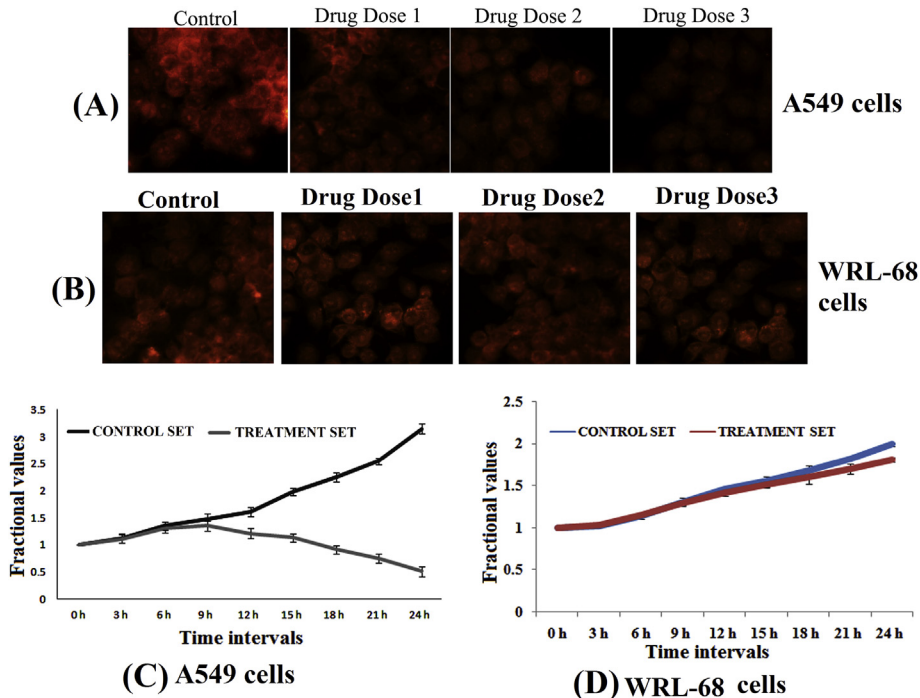 Control Drug Dose 1 Drug Dose 2 Drug Dose 3
(A) A549 cells
Control Drug Dose1 Drug Dose2 Drug Dose3
(B) WRL-68
cells
3.5
3
2.5
2
1.5
1
0.5
0
CONTROL SET TREATMENT SET
Fractional values
0 h 3 h 6 h 9 h 12 h 15 h 18 h 21 h 24 h
Time intervals
(C) A549 cells
2.5
2
1.5
1
0.5
0
CONTROL SET TREATMENT SET
Fractional values
0 h 3 h 6 h 9 h 12 h 15 h 18 h 21 h 24 h
Time intervals
(D) WRL-68 cells